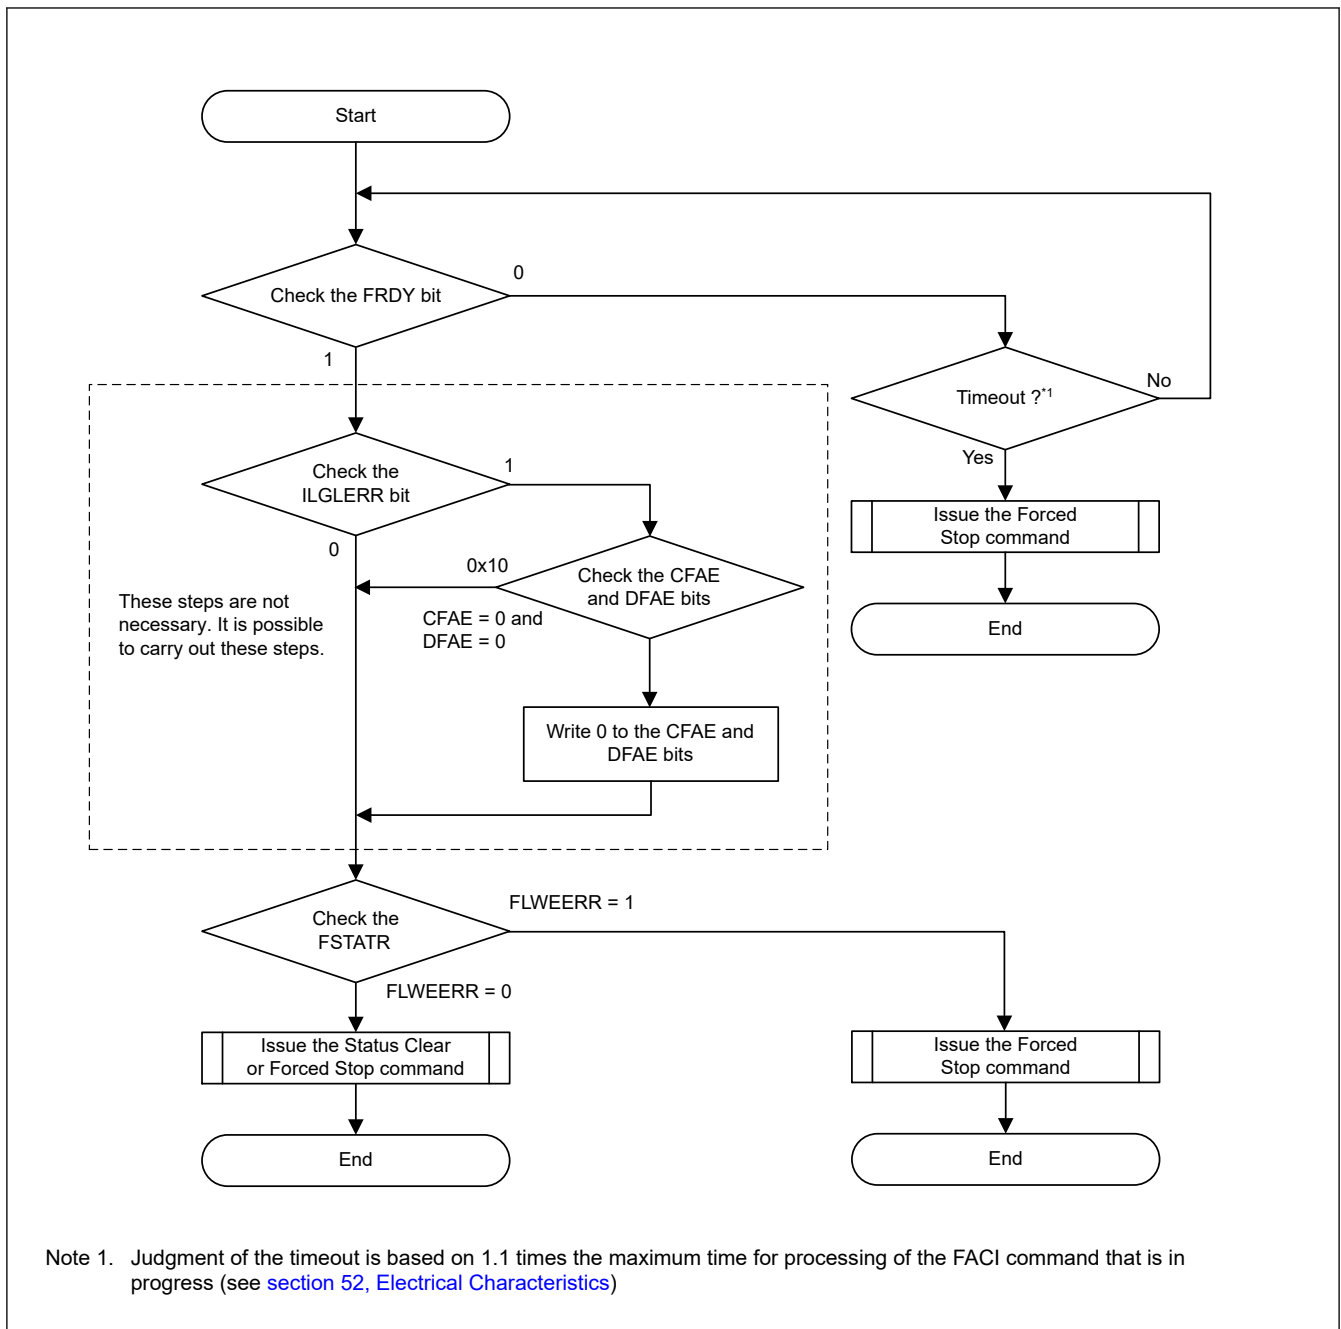 Start
Check the FRDY bit
0
1
Timeout ?*1
No
Yes
Issue the Forced
Stop command
End
Check the
ILGLERR bit
1
0
Check the CFAE
and DFAE bits
0x10
CFAE = 0 and
DFAE = 0
These steps are not
necessary. It is possible
to carry out these steps.
Write 0 to the CFAE and
DFAE bits
Check the
FSTATR
FLWEERR = 1
FLWEERR = 0
Issue the Status Clear
or Forced Stop command
End
Issue the Forced
Stop command
End
Note 1. Judgment of the timeout is based on 1.1 times the maximum time for processing of the FACI command that is in
progress (see section 52, Electrical Characteristics)